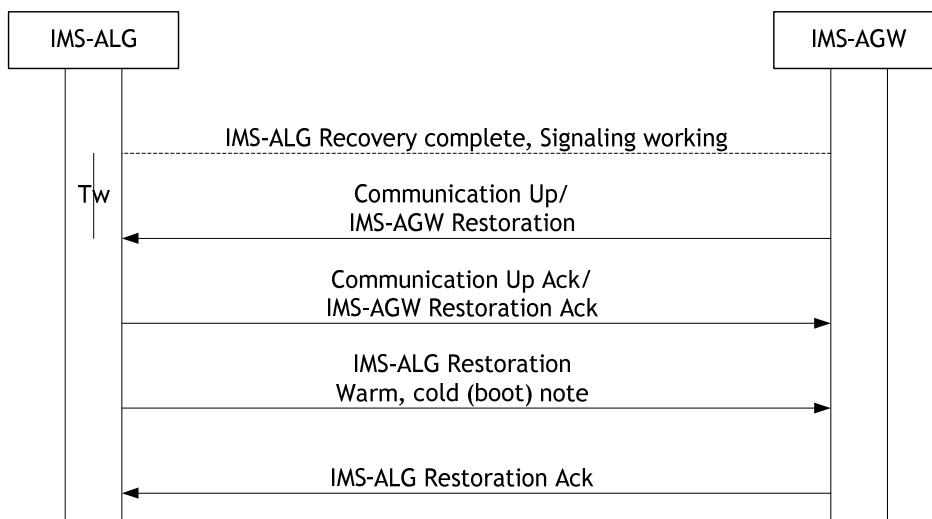 IMS-ALG
IMS-AGW
IMS-ALG Recovery complete, Signaling working
Tw
Communication Up/
IMS-AGW Restoration
Communication Up Ack/
IMS-AGW Restoration Ack
IMS-ALG Restoration
Warm, cold (boot) note
IMS-ALG Restoration Ack